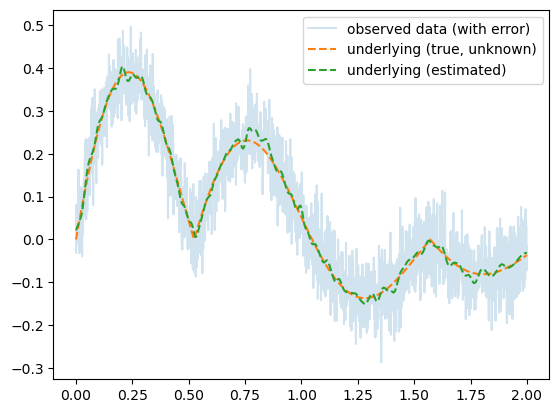 observed data (with error)
underlying (true, unknown)
underlying (estimated)
0.5
0.4
0.3
0.2
0.1
0.0
−0.1
−0.2
−0.3
0.00 0.25 0.50 0.75 1.00 1.25 1.50 1.75 2.00